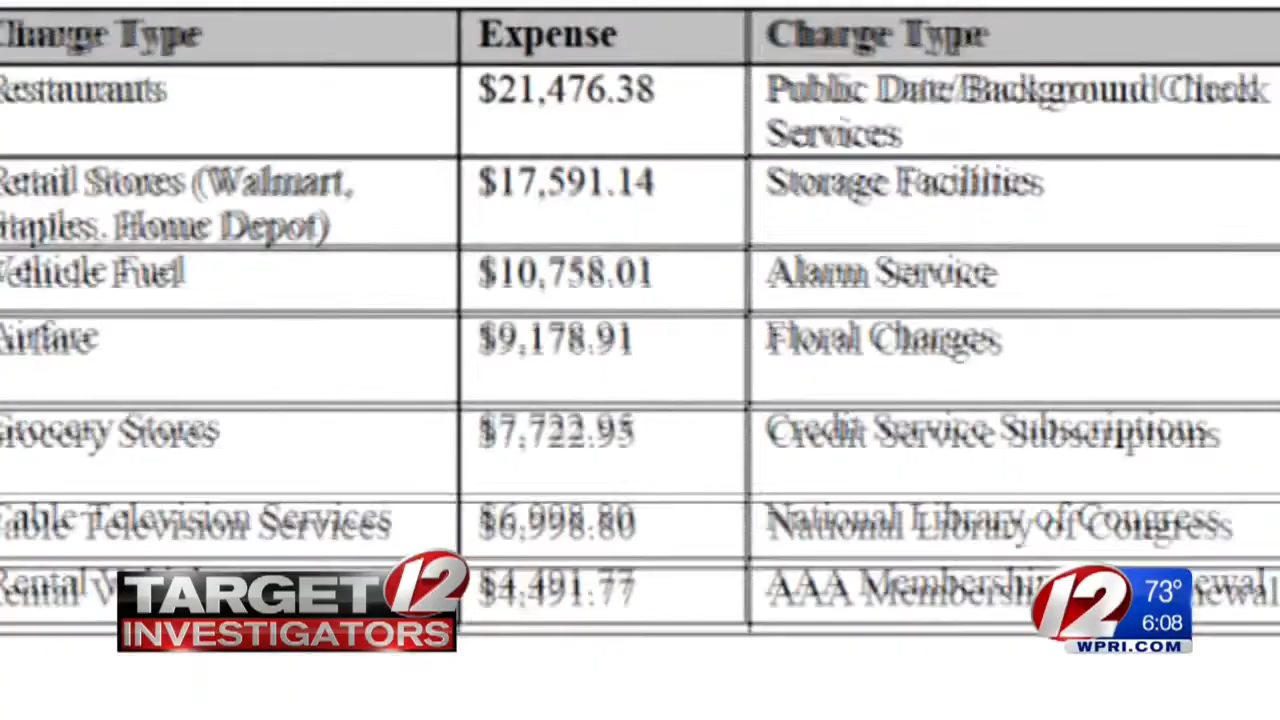 Charge Type Expense Charge Type
Restaurants $21,476.38 Public Date/Background Check
Services
Retail Stores (Walmart, $17,591.14 Storage Facilities
Staples. Home Depot)
Vehicle Fuel $10,758.01 Alarm Service
Airfare $9,178.91 Floral Charges
Grocery Stores $7,722.95 Credit Service Subscriptions
Cable Television Services $6,998.80 National Library of Congress
Rental $4,491.77 AAA Membership
TARGET 12
INVESTIGATORS
12 73°
6:08
WPRI.COM